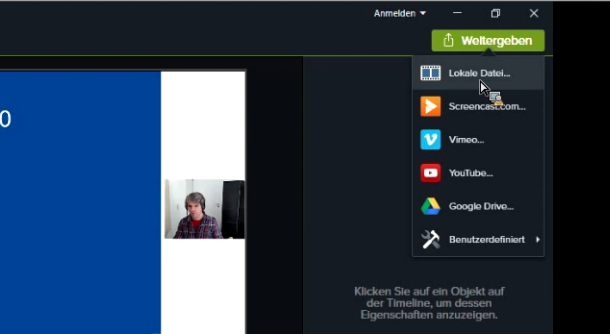 Anmelden
Weitergeben
0
Lokale Datei...
Screencast.com...
Vimeo...
YouTube...
Google Drive...
Benutzerdefiniert
Klicken Sie auf ein Objekt auf
der Timeline, um dessen
Eigenschaften anzuzeigen.